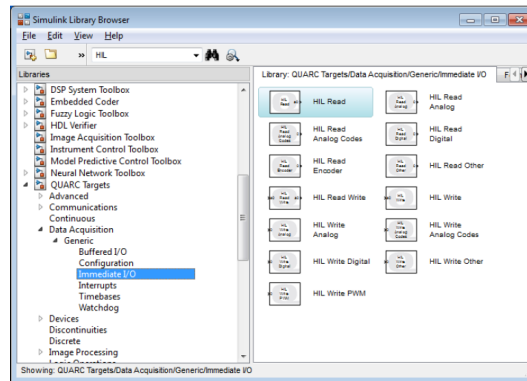 Simulink Library Browser
File Edit View Help
» HIL
Libraries
Library: QUARC Targets/Data Acquisition/Generic/Immediate I/O
DSP System Toolbox
Embedded Coder
Fuzzy Logic Toolbox
HDL Verifier
Image Acquisition Toolbox
Instrument Control Toolbox
Model Predictive Control Toolbox
Neural Network Toolbox
QUARC Targets
Advanced
Communications
Continuous
Data Acquisition
Generic
Buffered I/O
Configuration
Immediate I/O
Interrupts
Timebases
Watchdog
Devices
Discontinuities
Discrete
Image Processing
HIL Read
HIL Read
Analog
HIL Read
Analog Codes
HIL Read
Digital
HIL Read
Encoder
HIL Read Other
HIL Read Write
HIL Write
HIL Write
Analog
HIL Write
Analog Codes
HIL Write Digital
HIL Write Other
HIL Write PWM
Showing: QUARC Targets/Data Acquisition/Generic/Immediate I/O